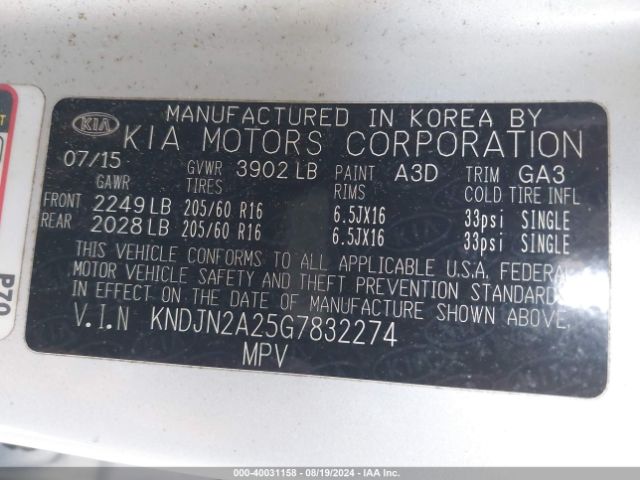 MANUFACTURED IN KOREA BY
KIA KIA MOTORS CORPORATION
07/15 GVWR 3902 LB PAINT A3D TRIM GA3
GAWR TIRES RIMS COLD TIRE INFL
FRONT 2249 LB 205/60 R16 6.5JX16 33psi SINGLE
REAR 2028 LB 205/60 R16 6.5JX16 33psi SINGLE
THIS VEHICLE CONFORMS TO ALL APPLICABLE U.S.A. FEDERAL
MOTOR VEHICLE SAFETY AND THEFT PREVENTION STANDARDS
IN EFFECT ON THE DATE OF MANUFACTURE SHOWN ABOVE.
V.I.N KNDJN2A25G7832274
MPV
P70
© COPART - 40031158 - 08/19/2024 - IAA